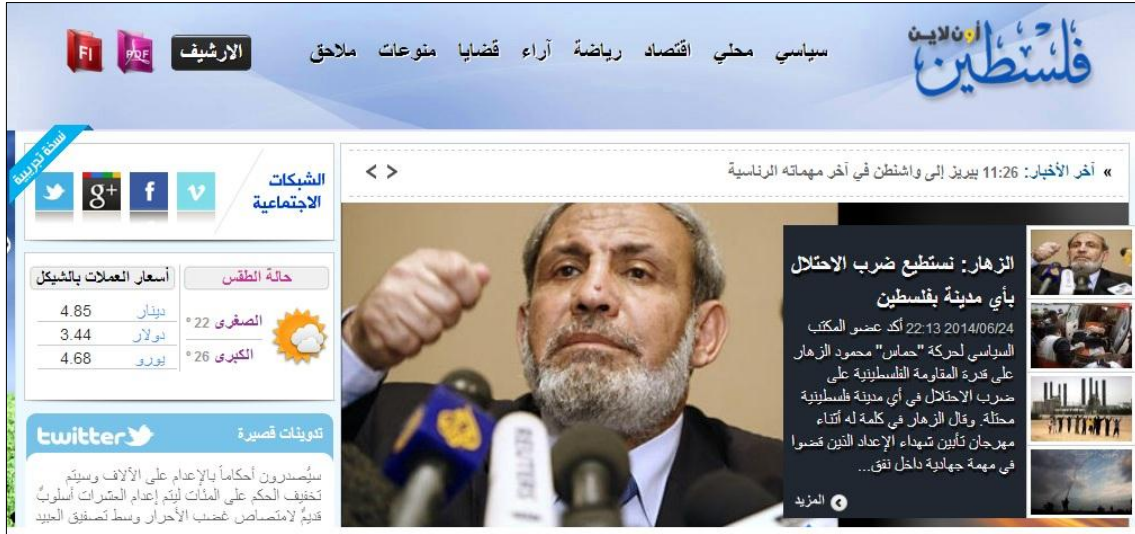 فلسطين
أون لاين
سياسي محلي اقتصاد رياضة آراء قضايا منوعات ملاحق
الارشيف
PDF
Fl
نسخة تجريبية
» آخر الأخبار: 11:26 بيريز إلى واشنطن في آخر مهماته الرئاسية
الشبكات
الاجتماعية
الزهار: نستطيع ضرب الاحتلال
بأي مدينة بفلسطين
2014/06/24 22:13 أكد عضو المكتب
السياسي لحركة "حماس" محمود الزهار
على قدرة المقاومة الفلسطينية على
ضرب الاحتلال في أي مدينة فلسطينية
محتلة. وقال الزهار في كلمة له أثناء
مهرجان تأبين شهداء الإعداد الذين قضوا
في مهمة جهادية داخل نفق...
المزيد
REUTERS
حالة الطقس
الصغرى 22 °
الكبرى 26 °
أسعار العملات بالشيكل
دينار 4.85
دولار 3.44
يورو 4.68
تدوينات قصيرة
twitter
سيُصدرون أحكاماً بالإعدام على الآلاف وسيتم
تخفيف الحكم على المئات ليتم إعدام العشرات أسلوبٌ
قديمٌ لامتصاص غضب الأحرار وسط تصفيق العبيد